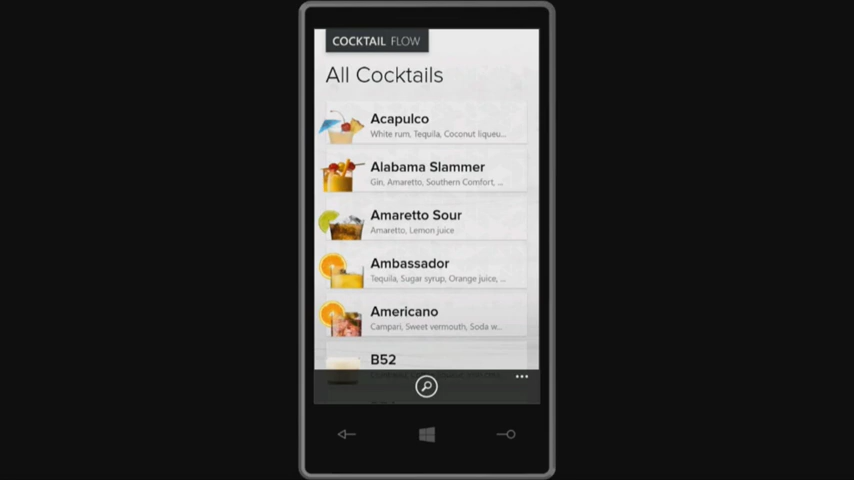 COCKTAIL FLOW
All Cocktails
Acapulco
White rum, Tequila, Coconut liqueu...
Alabama Slammer
Gin, Amaretto, Southern Comfort, ...
Amaretto Sour
Amaretto, Lemon juice
Ambassador
Tequila, Sugar syrup, Orange juice, ...
Americano
Campari, Sweet vermouth, Soda w...
B52